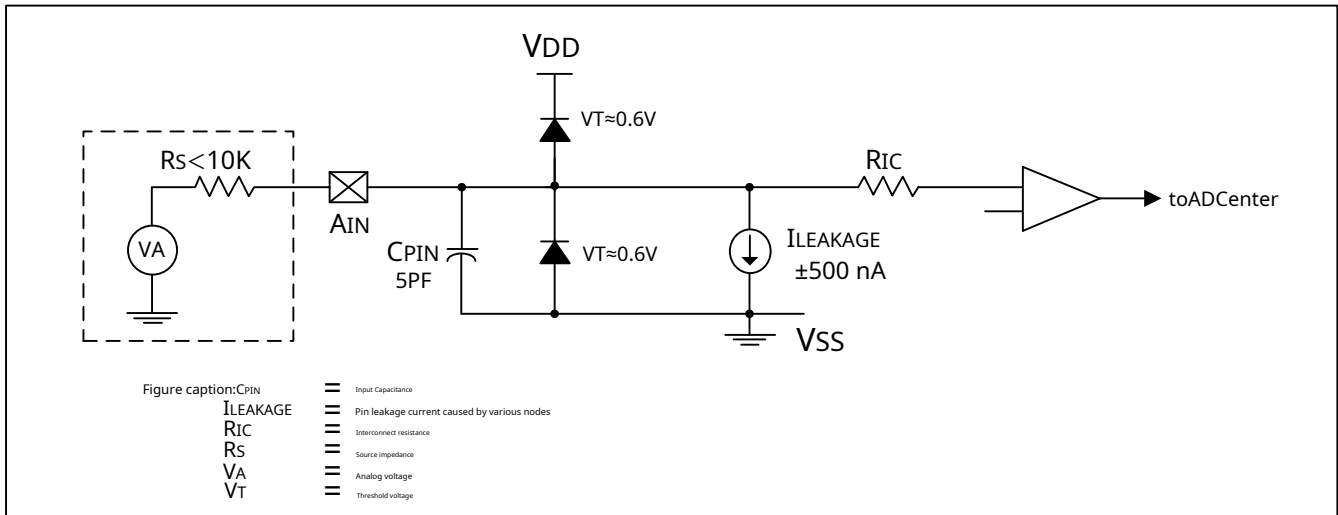 VDD
VT≈0.6V
RS<10K
RIC
AIN
VA
CPIN
5PF
VT≈0.6V
ILEAKAGE
±500 nA
toADCenter
VSS
Figure caption:CPIN = Input Capacitance
ILEAKAGE = Pin leakage current caused by various nodes
RIC = Interconnect resistance
RS = Source impedance
VA = Analog voltage
VT = Threshold voltage